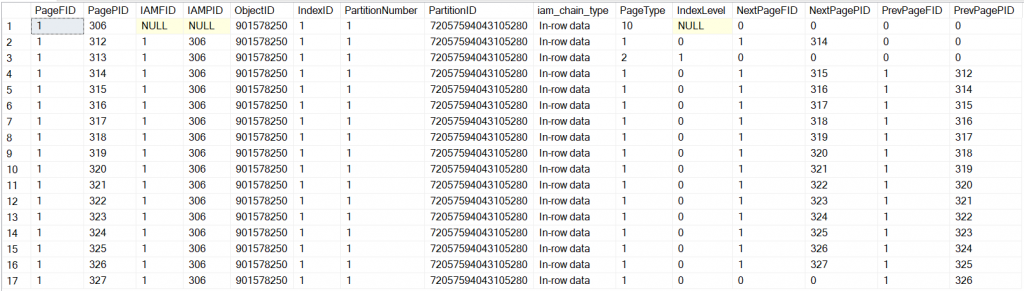 PageFID PagePID IAMFID IAMPID ObjectID IndexID PartitionNumber PartitionID iam_chain_type PageType IndexLevel NextPageFID NextPagePID PrevPageFID PrevPagePID
1 1 306 NULL NULL 901578250 1 1 72057594043105280 In-row data 10 NULL 0 0 0 0
2 1 312 1 306 901578250 1 1 72057594043105280 In-row data 1 0 1 314 0 0
3 1 313 1 306 901578250 1 1 72057594043105280 In-row data 2 1 0 0 0 0
4 1 314 1 306 901578250 1 1 72057594043105280 In-row data 1 0 1 315 1 312
5 1 315 1 306 901578250 1 1 72057594043105280 In-row data 1 0 1 316 1 314
6 1 316 1 306 901578250 1 1 72057594043105280 In-row data 1 0 1 317 1 315
7 1 317 1 306 901578250 1 1 72057594043105280 In-row data 1 0 1 318 1 316
8 1 318 1 306 901578250 1 1 72057594043105280 In-row data 1 0 1 319 1 317
9 1 319 1 306 901578250 1 1 72057594043105280 In-row data 1 0 1 320 1 318
10 1 320 1 306 901578250 1 1 72057594043105280 In-row data 1 0 1 321 1 319
11 1 321 1 306 901578250 1 1 72057594043105280 In-row data 1 0 1 322 1 320
12 1 322 1 306 901578250 1 1 72057594043105280 In-row data 1 0 1 323 1 321
13 1 323 1 306 901578250 1 1 72057594043105280 In-row data 1 0 1 324 1 322
14 1 324 1 306 901578250 1 1 72057594043105280 In-row data 1 0 1 325 1 323
15 1 325 1 306 901578250 1 1 72057594043105280 In-row data 1 0 1 326 1 324
16 1 326 1 306 901578250 1 1 72057594043105280 In-row data 1 0 1 327 1 325
17 1 327 1 306 901578250 1 1 72057594043105280 In-row data 1 0 0 0 1 326